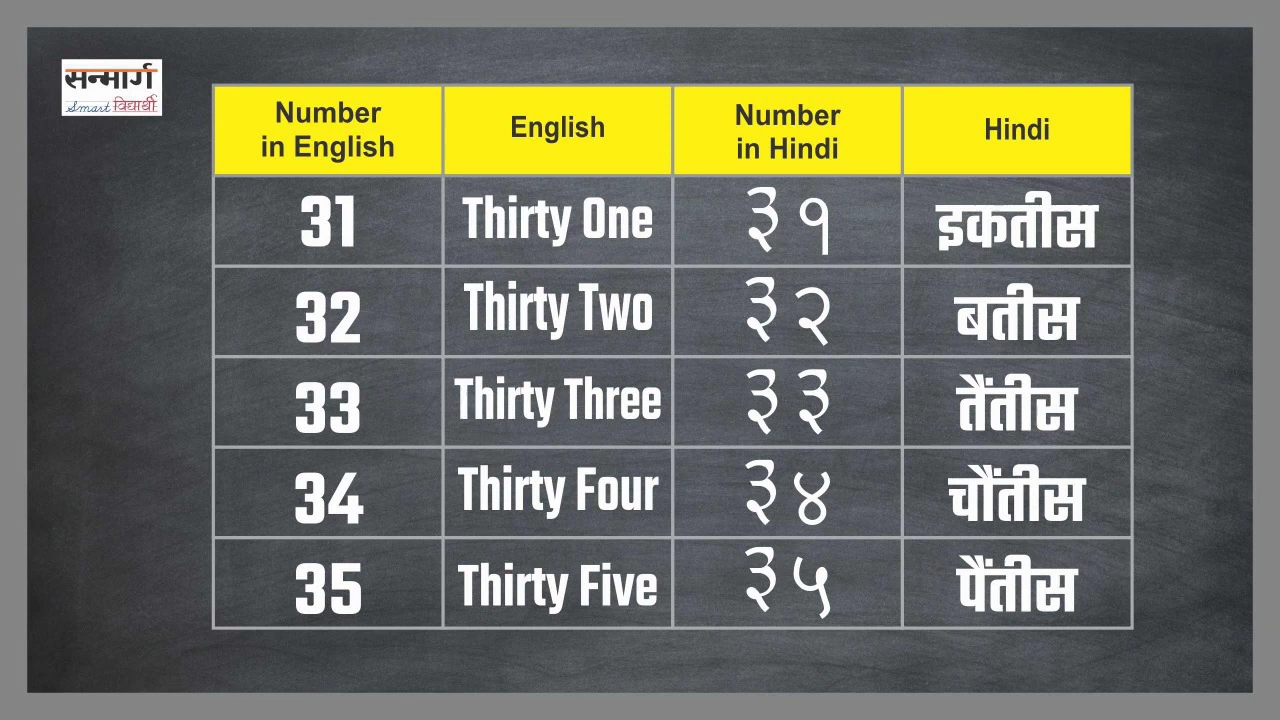 सन्मार्ग
Smart विद्यार्थी
Number in English English Number in Hindi Hindi
31 Thirty One ३१ इकतीस
32 Thirty Two ३२ बतीस
33 Thirty Three ३३ तैंतीस
34 Thirty Four ३४ चौंतीस
35 Thirty Five ३५ पैंतीस